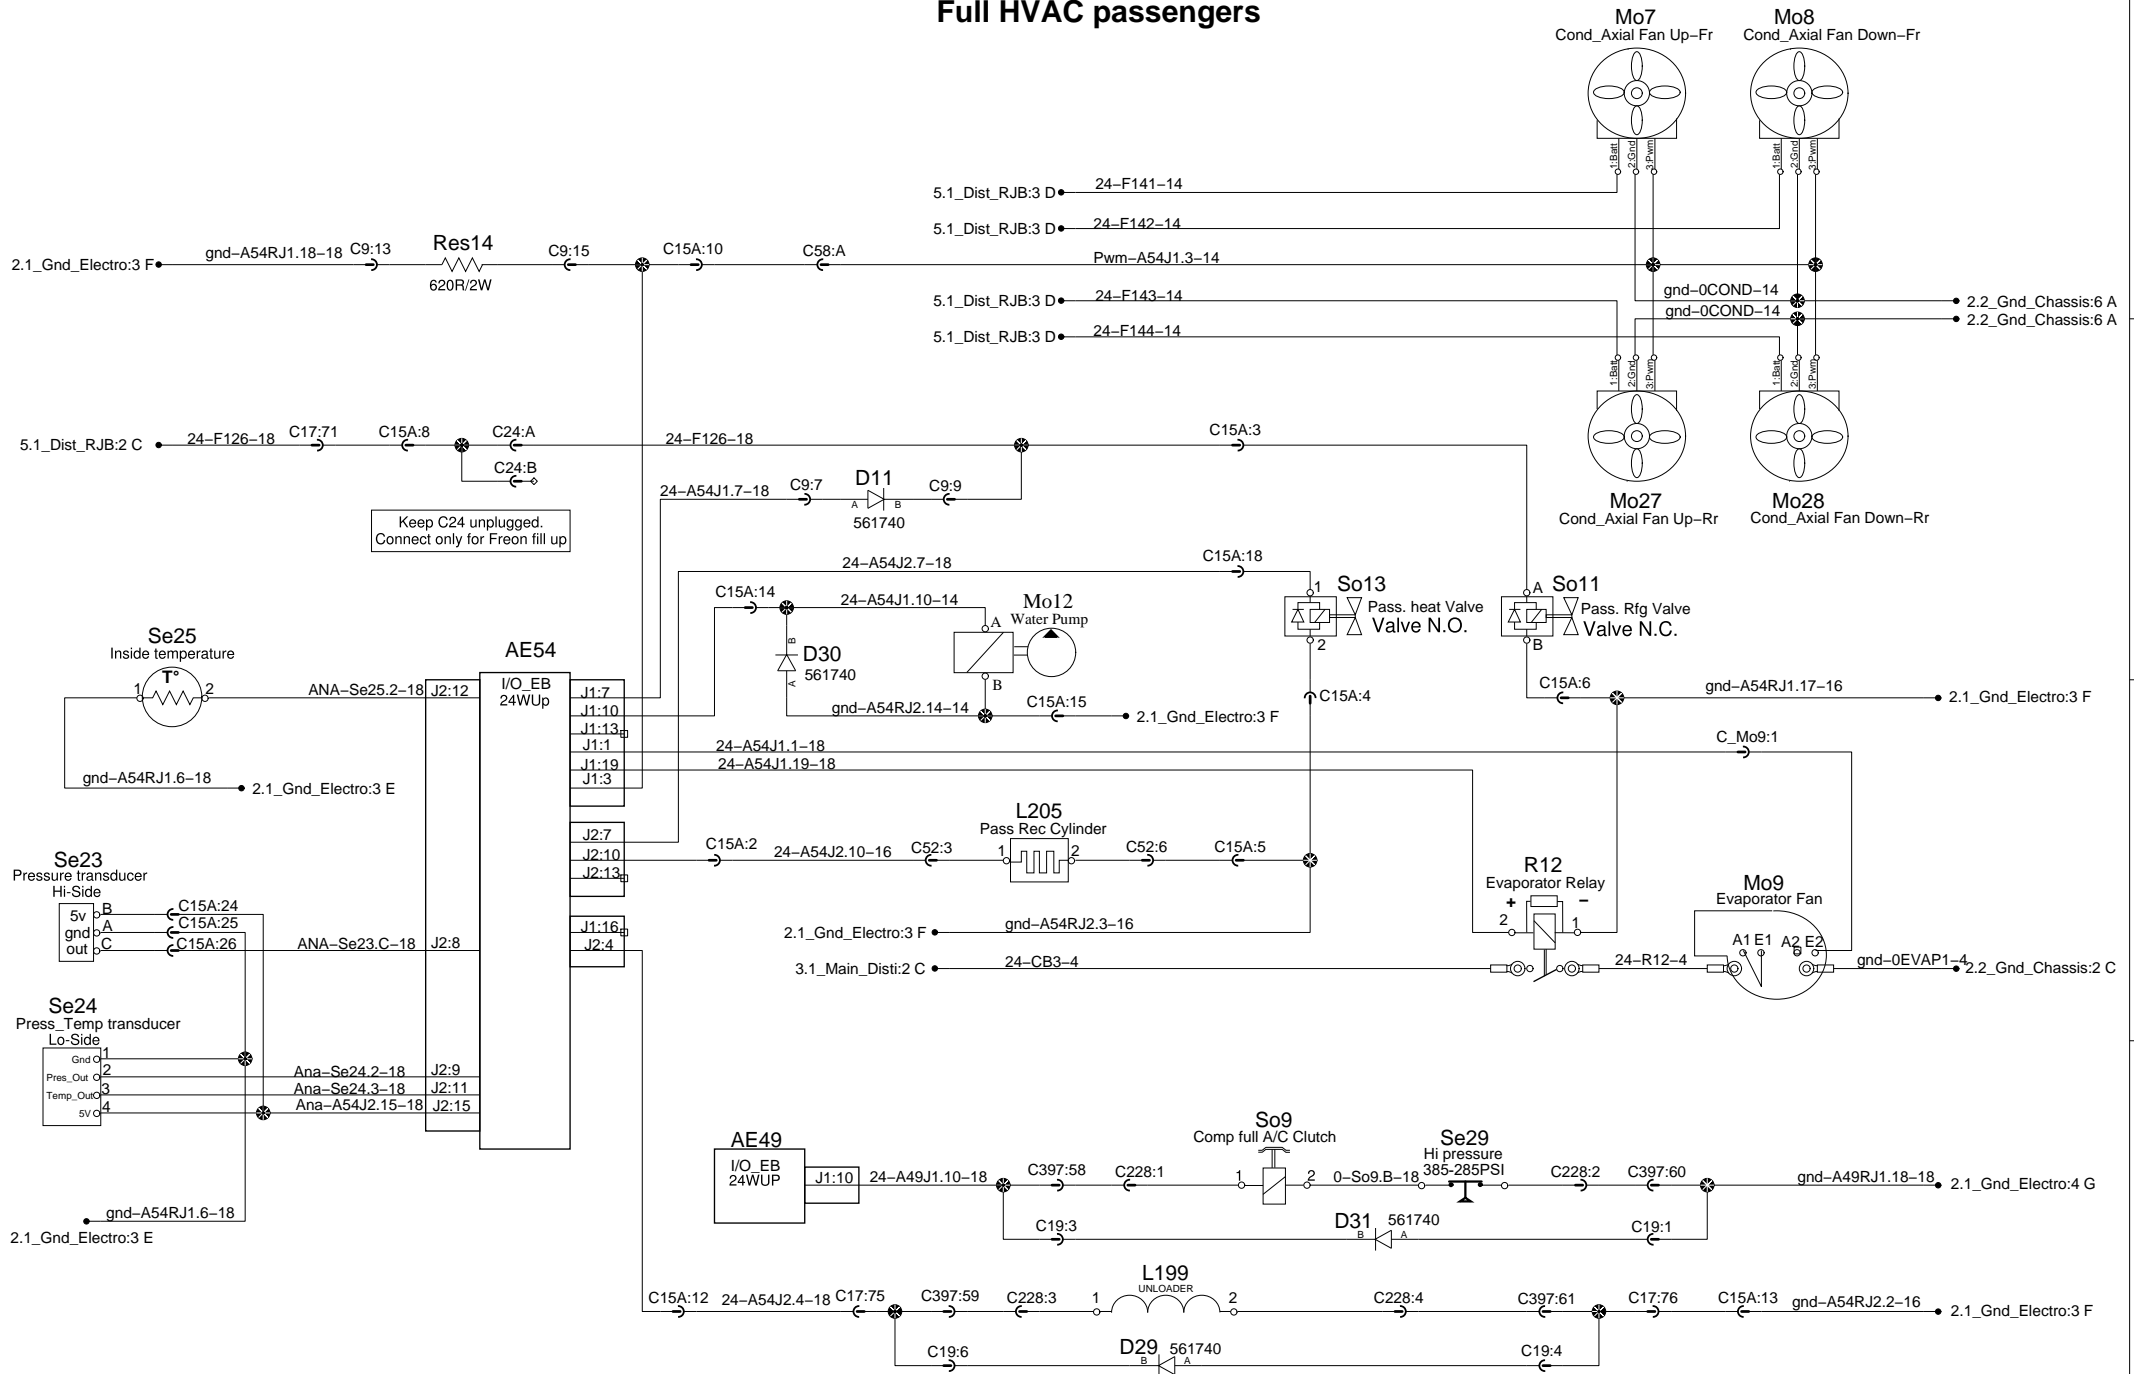 Full HVAC passengers
Mo7
Cond_Axial Fan Up–Fr
Mo8
Cond_Axial Fan Down–Fr
1:Batt
2:Gnd
3:Pwm
1:Batt
2:Gnd
3:Pwm
5.1_Dist_RJB:3 D
24–F141–14
5.1_Dist_RJB:3 D
24–F142–14
2.1_Gnd_Electro:3 F
gnd–A54RJ1.18–18
C9:13
Res14
620R/2W
C9:15
C15A:10
C58:A
Pwm–A54J1.3–14
5.1_Dist_RJB:3 D
24–F143–14
gnd–0COND–14
2.2_Gnd_Chassis:6 A
gnd–0COND–14
2.2_Gnd_Chassis:6 A
5.1_Dist_RJB:3 D
24–F144–14
1:Batt
2:Gnd
3:Pwm
1:Batt
2:Gnd
3:Pwm
Mo27
Cond_Axial Fan Up–Rr
Mo28
Cond_Axial Fan Down–Rr
5.1_Dist_RJB:2 C
24–F126–18
C17:71
C15A:8
C24:A
24–F126–18
C15A:3
C24:B
24–A54J1.7–18
C9:7
D11
A
B
561740
C9:9
Keep C24 unplugged.
Connect only for Freon fill up
24–A54J2.7–18
C15A:18
C15A:14
24–A54J1.10–14
Mo12
Water Pump
A
B
D30
561740
B
A
gnd–A54RJ2.14–14
C15A:15
2.1_Gnd_Electro:3 F
1
So13
Pass. heat Valve
Valve N.O.
2
C15A:4
A
So11
Pass. Rfg Valve
Valve N.C.
B
C15A:6
gnd–A54RJ1.17–16
2.1_Gnd_Electro:3 F
Se25
Inside temperature
T°
1
2
ANA–Se25.2–18
J2:12
gnd–A54RJ1.6–18
2.1_Gnd_Electro:3 E
AE54
I/O_EB
24WUp
J1:7
J1:10
J1:13
J1:1
J1:19
J1:3
24–A54J1.1–18
C_Mo9:1
24–A54J1.19–18
J2:7
J2:10
J2:13
C15A:2
24–A54J2.10–16
C52:3
L205
Pass Rec Cylinder
1
2
C52:6
C15A:5
J1:16
J2:4
2.1_Gnd_Electro:3 F
gnd–A54RJ2.3–16
3.1_Main_Disti:2 C
24–CB3–4
R12
Evaporator Relay
+
–
2
1
24–R12–4
Mo9
Evaporator Fan
A1 E1
A2 E2
gnd–0EVAP1–4
2.2_Gnd_Chassis:2 C
Se23
Pressure transducer
Hi-Side
5v
B
C15A:24
gnd
A
C15A:25
out
C
C15A:26
ANA–Se23.C–18
J2:8
Se24
Press_Temp transducer
Lo-Side
Gnd
1
Pres_Out
2
Ana–Se24.2–18
J2:9
Temp_Out
3
Ana–Se24.3–18
J2:11
5V
4
Ana–A54J2.15–18
J2:15
gnd–A54RJ1.6–18
2.1_Gnd_Electro:3 E
AE49
I/O_EB
24WUP
J1:10
24–A49J1.10–18
C397:58
C228:1
So9
Comp full A/C Clutch
1
2
0–So9.B–18
Se29
Hi pressure
385-285PSI
C228:2
C397:60
gnd–A49RJ1.18–18
2.1_Gnd_Electro:4 G
C19:3
D31
561740
B
A
C19:1
C15A:12
24–A54J2.4–18
C17:75
C397:59
C228:3
L199
UNLOADER
1
2
C228:4
C397:61
C17:76
C15A:13
gnd–A54RJ2.2–16
2.1_Gnd_Electro:3 F
C19:6
D29
561740
B
A
C19:4